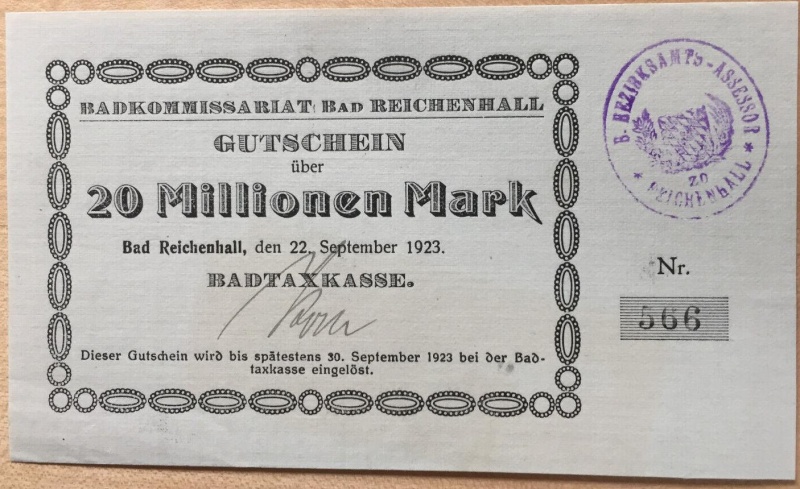 BADKOMMISSARIAT BAD REICHENHALL
GUTSCHEIN
über
20 Millionen Mark
Bad Reichenhall, den 22. September 1923.
BADTAXKASSE.
Dieser Gutschein wird bis spätestens 30. September 1923 bei der Bad-
taxkasse eingelöst.
B. BEZIRKSAMTS-ASSESSOR
ZU
* REICHENHALL *
Nr.
566